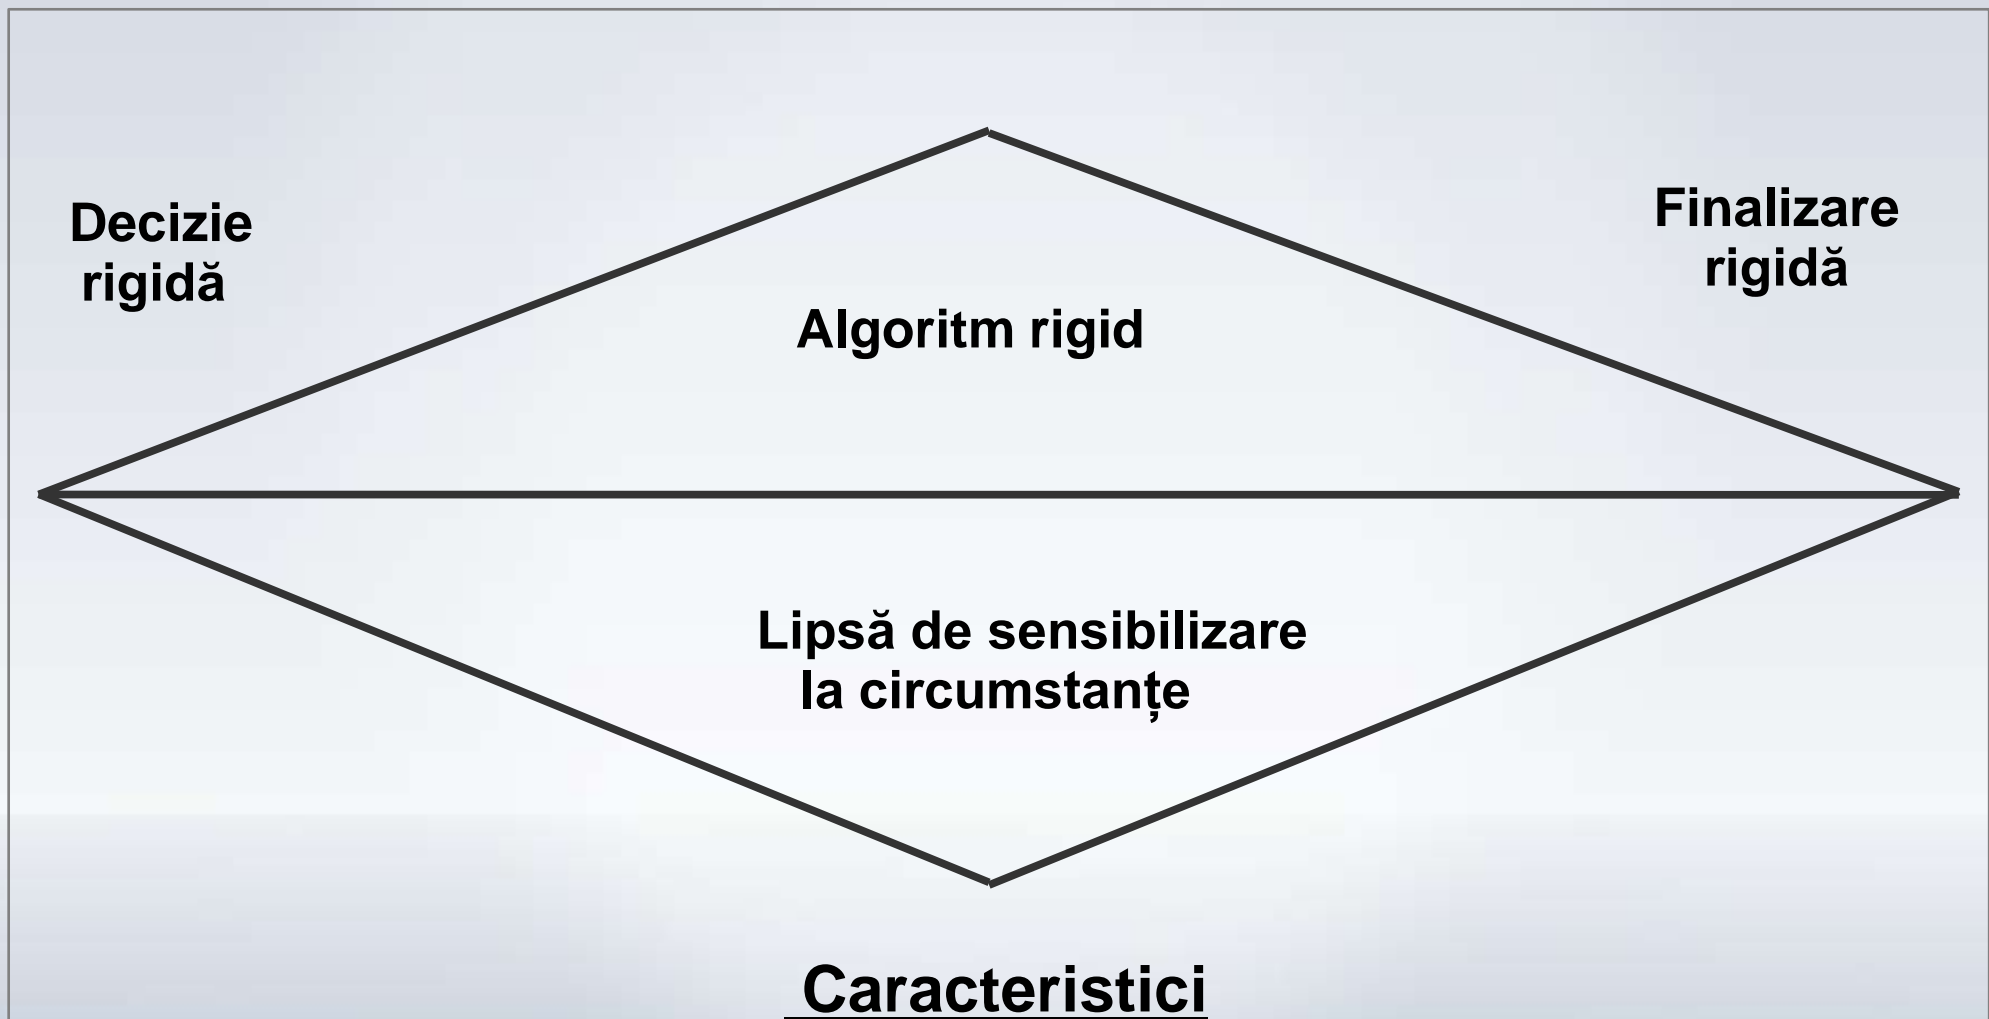 Decizie
rigidă
Finalizare
rigidă
Algoritm rigid
Lipsă de sensibilizare
la circumstanțe
Caracteristici